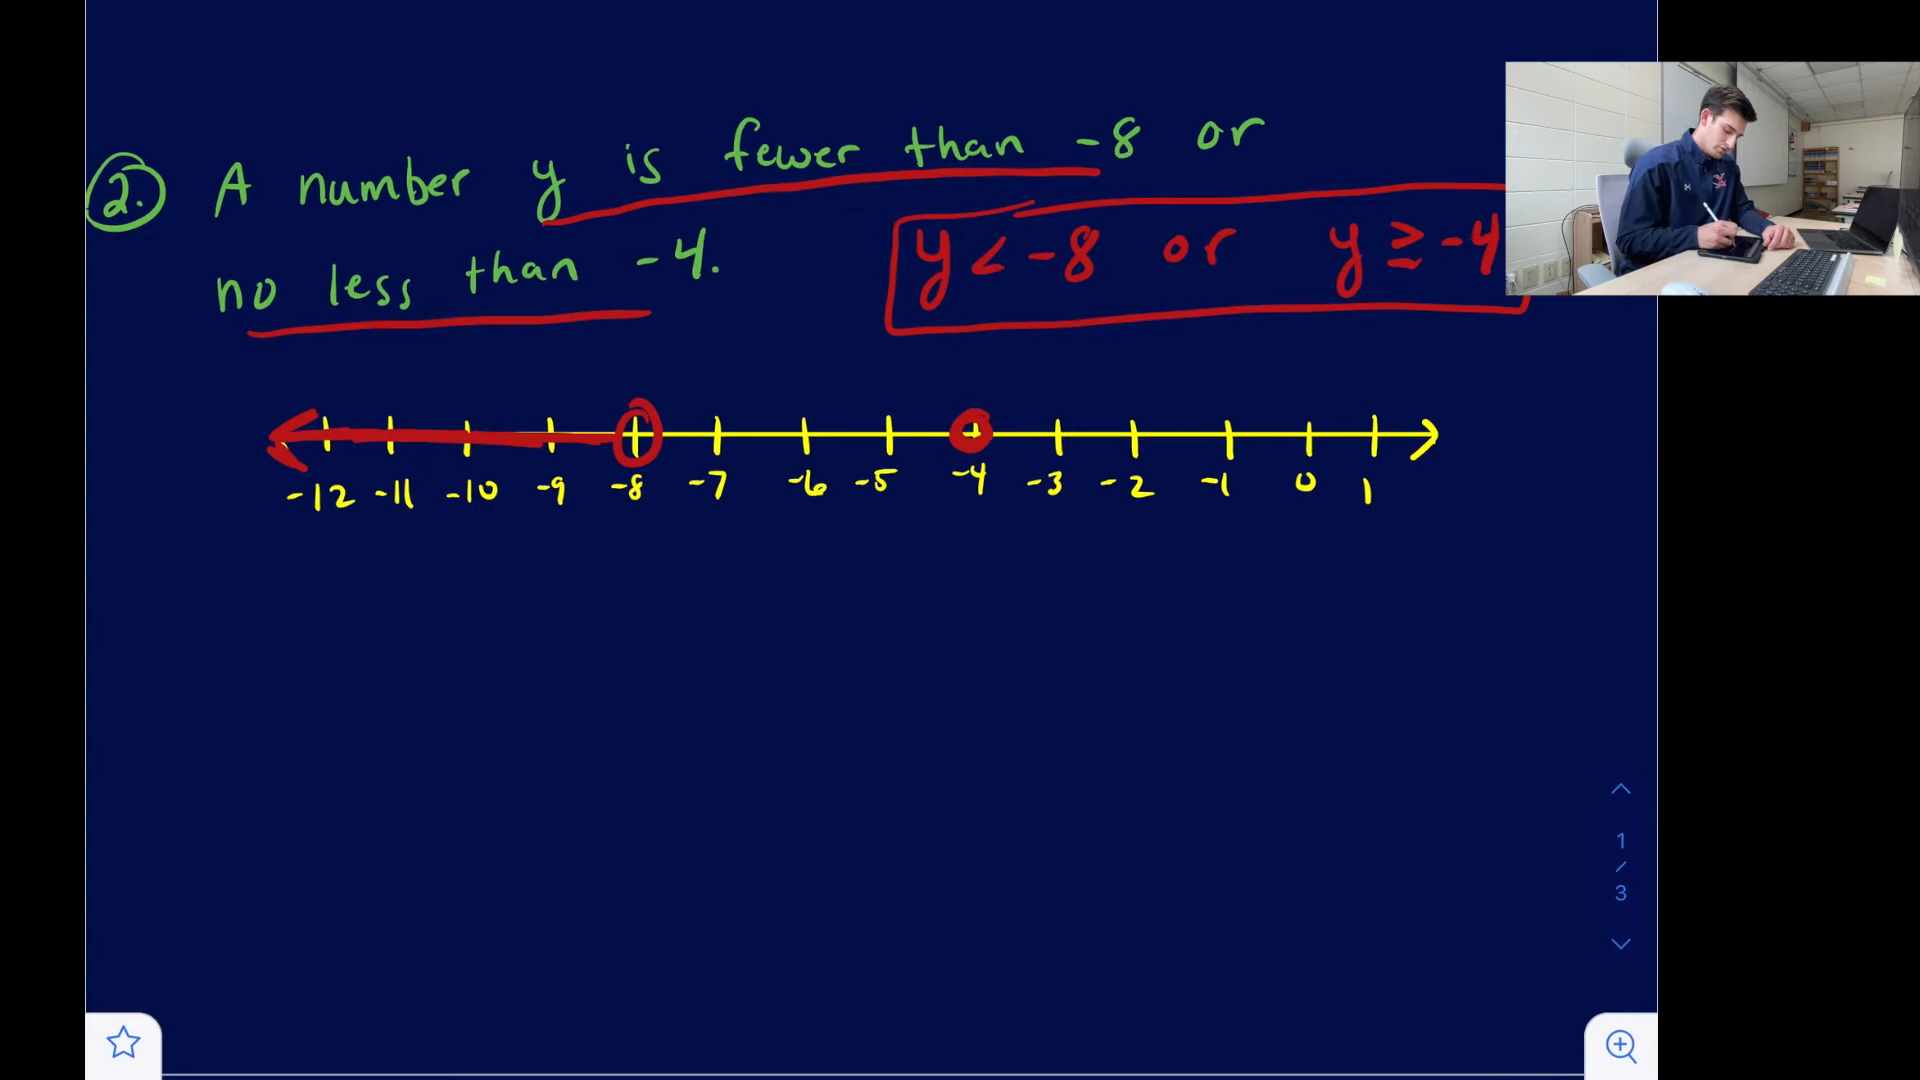 2. A number y is fewer than -8 or
no less than -4.
y < -8 or y ≥ -4
-12 -11 -10 -9 -8 -7 -6 -5 -4 -3 -2 -1 0 1
1
/
3